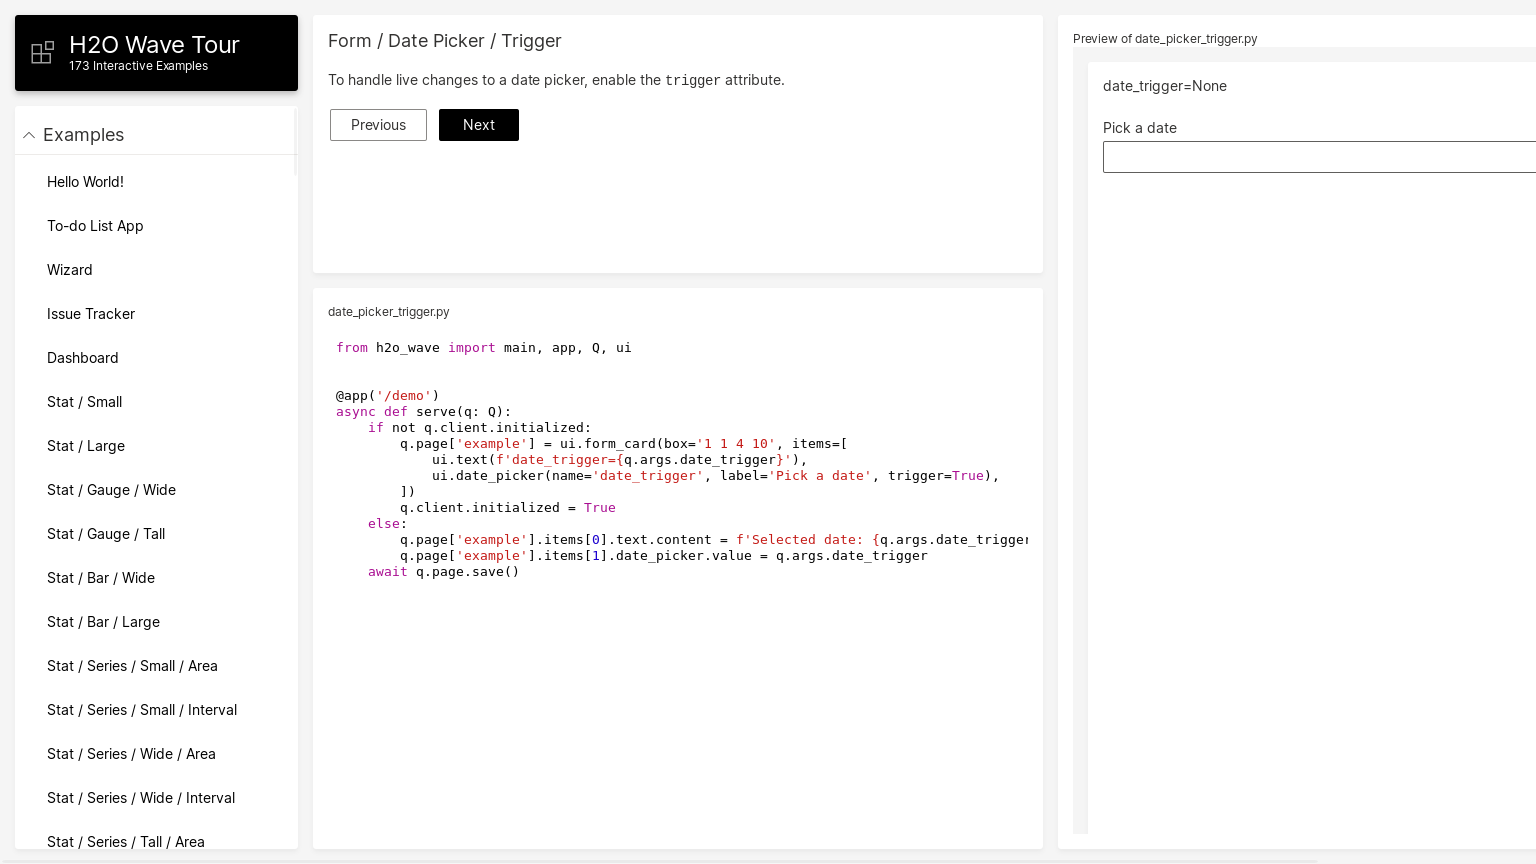 H2O Wave Tour
173 Interactive Examples
Examples
Hello World!
To-do List App
Wizard
Issue Tracker
Dashboard
Stat / Small
Stat / Large
Stat / Gauge / Wide
Stat / Gauge / Tall
Stat / Bar / Wide
Stat / Bar / Large
Stat / Series / Small / Area
Stat / Series / Small / Interval
Stat / Series / Wide / Area
Stat / Series / Wide / Interval
Stat / Series / Tall / Area
Form / Date Picker / Trigger
To handle live changes to a date picker, enable the trigger attribute.
Previous
Next
date_picker_trigger.py
from h2o_wave import main, app, Q, ui
@app('/demo')
async def serve(q: Q):
    if not q.client.initialized:
        q.page['example'] = ui.form_card(box='1 1 4 10', items=[
            ui.text(f'date_trigger={q.args.date_trigger}'),
            ui.date_picker(name='date_trigger', label='Pick a date', trigger=True),
        ])
        q.client.initialized = True
    else:
        q.page['example'].items[0].text.content = f'Selected date: {q.args.date_trigger
        q.page['example'].items[1].date_picker.value = q.args.date_trigger
    await q.page.save()
Preview of date_picker_trigger.py
date_trigger=None
Pick a date